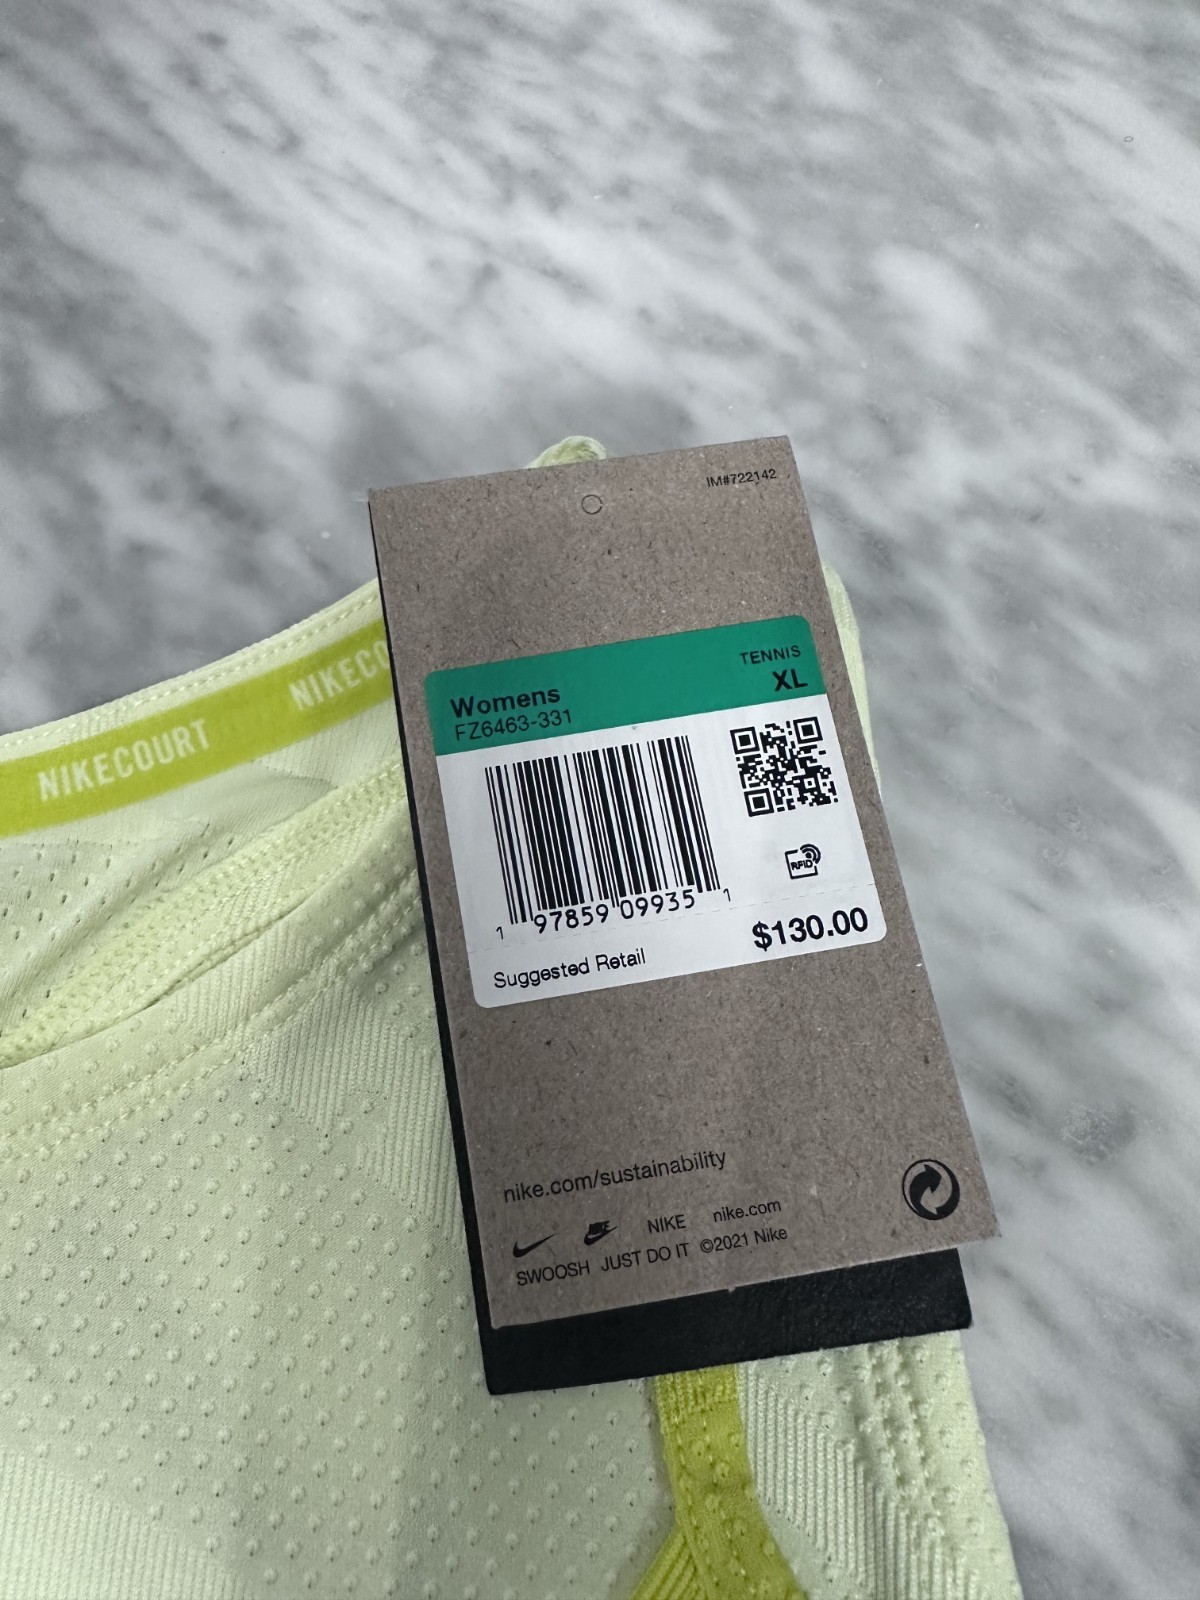 IM#722142
TENNIS
Womens XL
FZ6463-331
RFID
1 97859 09935 1
Suggested Retail $130.00
nike.com/sustainability
NIKE nike.com
SWOOSH JUST DO IT ©2021 Nike
NIKECOURT NIKECO